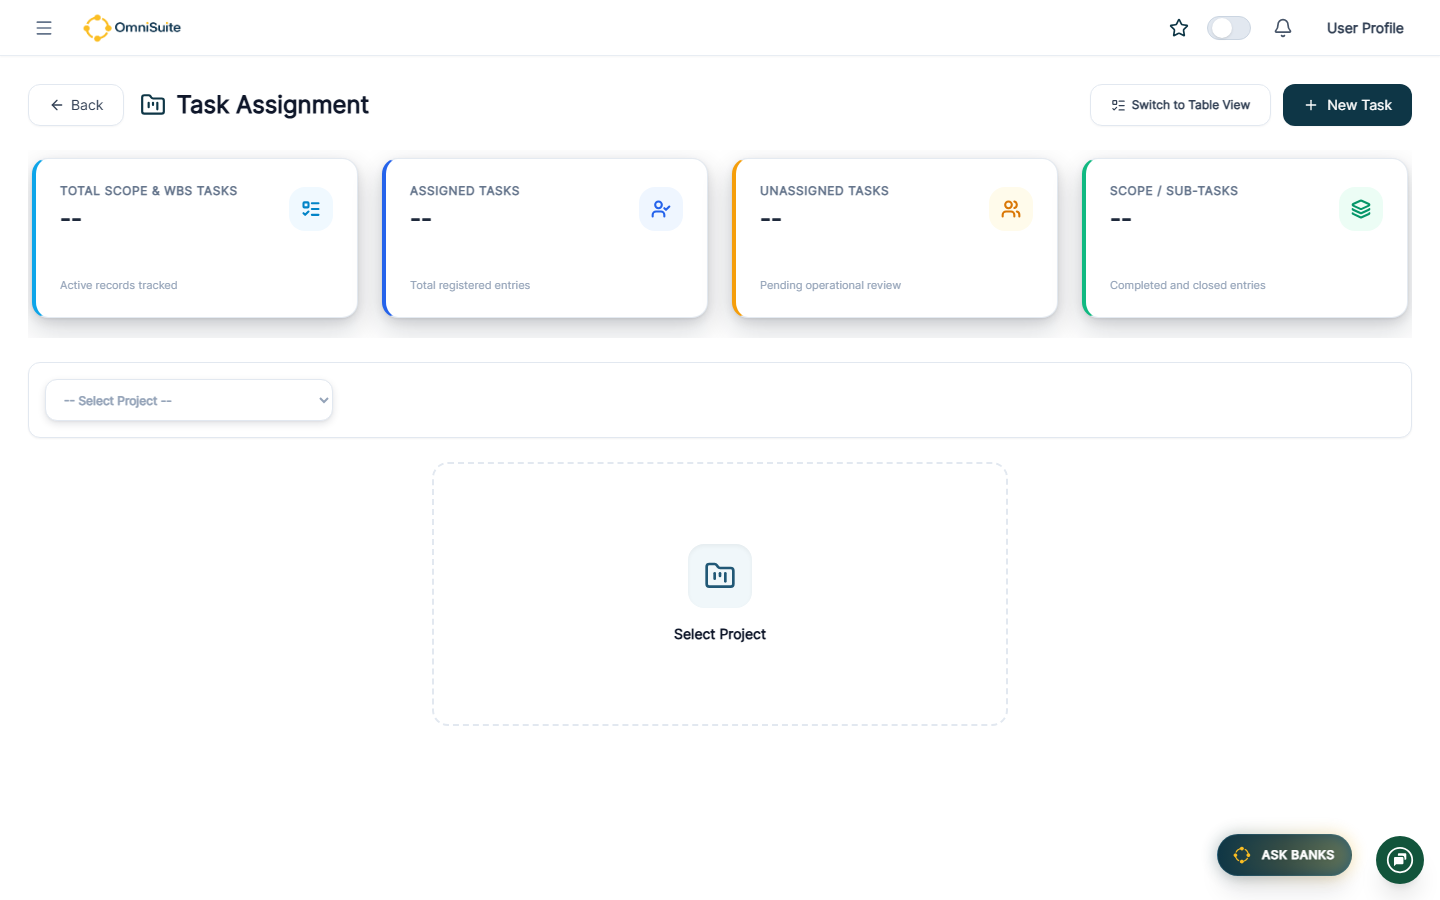 OmniSuite
User Profile
Back
Task Assignment
Switch to Table View
New Task
TOTAL SCOPE & WBS TASKS
--
Active records tracked
ASSIGNED TASKS
--
Total registered entries
UNASSIGNED TASKS
--
Pending operational review
SCOPE / SUB-TASKS
--
Completed and closed entries
-- Select Project --
Select Project
ASK BANKS